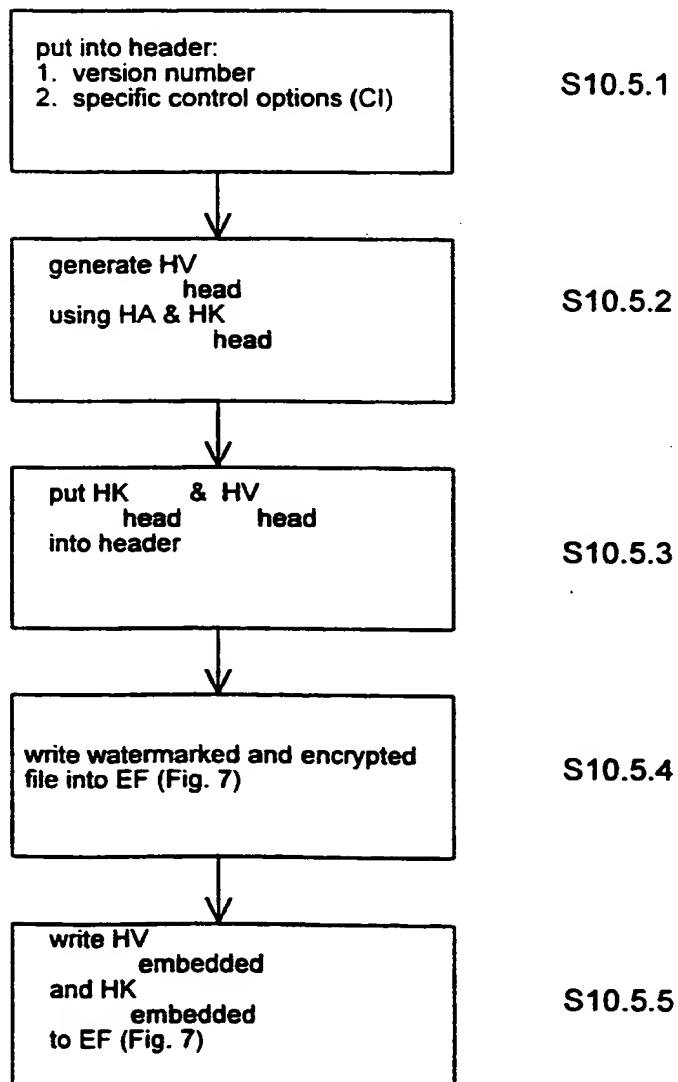 put into header:
1. version number
2. specific control options (CI)
S10.5.1
generate HV
head
using HA & HK
head
S10.5.2
put HK & HV
head head
into header
S10.5.3
write watermarked and encrypted
file into EF (Fig. 7)
S10.5.4
write HV
embedded
and HK
embedded
to EF (Fig. 7)
S10.5.5